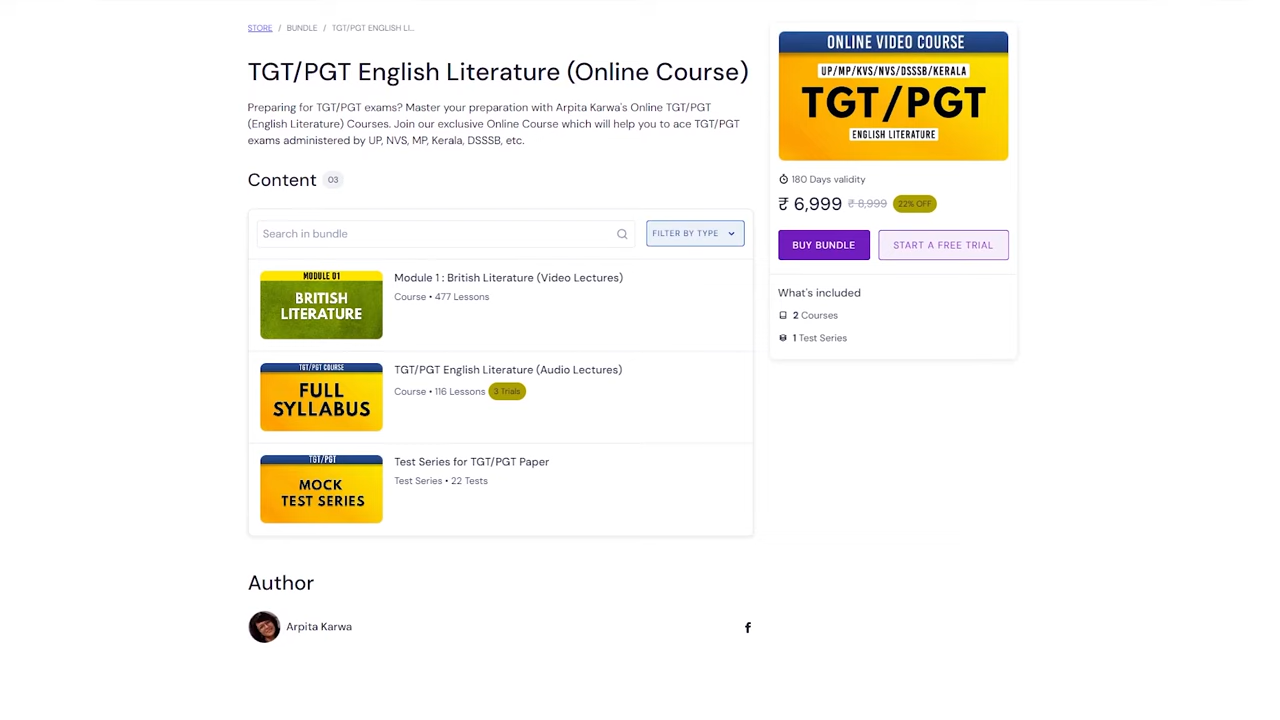 STORE / BUNDLE / TGT/PGT ENGLISH LI...
TGT/PGT English Literature (Online Course)
Preparing for TGT/PGT exams? Master your preparation with Arpita Karwa's Online TGT/PGT
(English Literature) Courses. Join our exclusive Online Course which will help you to ace TGT/PGT
exams administered by UP, NVS, MP, Kerala, DSSSB, etc.
Content 03
Search in bundle
FILTER BY TYPE
MODULE 01
BRITISH
LITERATURE
Module 1 : British Literature (Video Lectures)
Course • 477 Lessons
TGT/PGT COURSE
FULL
SYLLABUS
TGT/PGT English Literature (Audio Lectures)
Course • 116 Lessons 3 Trials
TGT/PGT
MOCK
TEST SERIES
Test Series for TGT/PGT Paper
Test Series • 22 Tests
Author
Arpita Karwa
f
ONLINE VIDEO COURSE
UP/MP/KVS/NVS/DSSSB/KERALA
TGT/PGT
ENGLISH LITERATURE
180 Days validity
₹ 6,999 ₹ 8,999 22% OFF
BUY BUNDLE
START A FREE TRIAL
What's included
2 Courses
1 Test Series